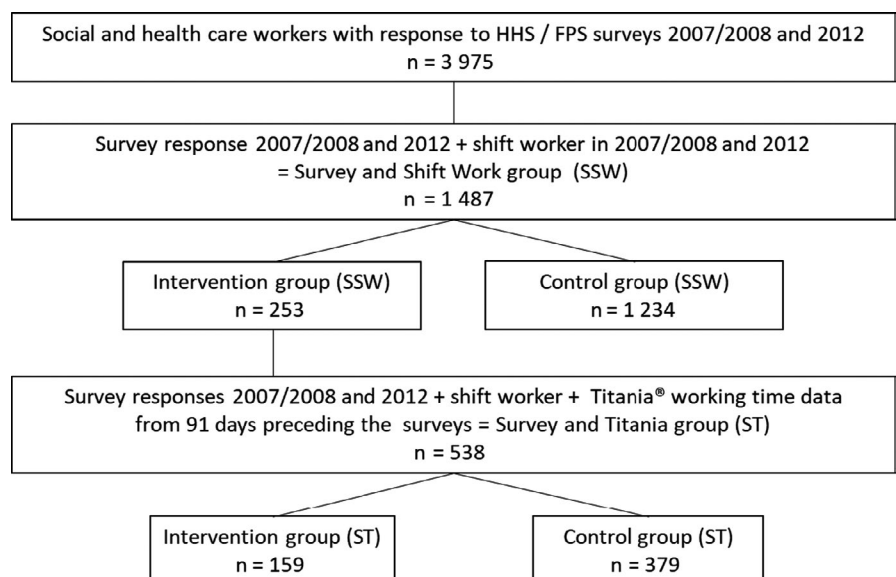 Social and health care workers with response to HHS / FPS surveys 2007/2008 and 2012
n = 3 975
Survey response 2007/2008 and 2012 + shift worker in 2007/2008 and 2012
= Survey and Shift Work group (SSW)
n = 1 487
Intervention group (SSW)
n = 253
Control group (SSW)
n = 1 234
Survey responses 2007/2008 and 2012 + shift worker + Titania® working time data
from 91 days preceding the surveys = Survey and Titania group (ST)
n = 538
Intervention group (ST)
n = 159
Control group (ST)
n = 379